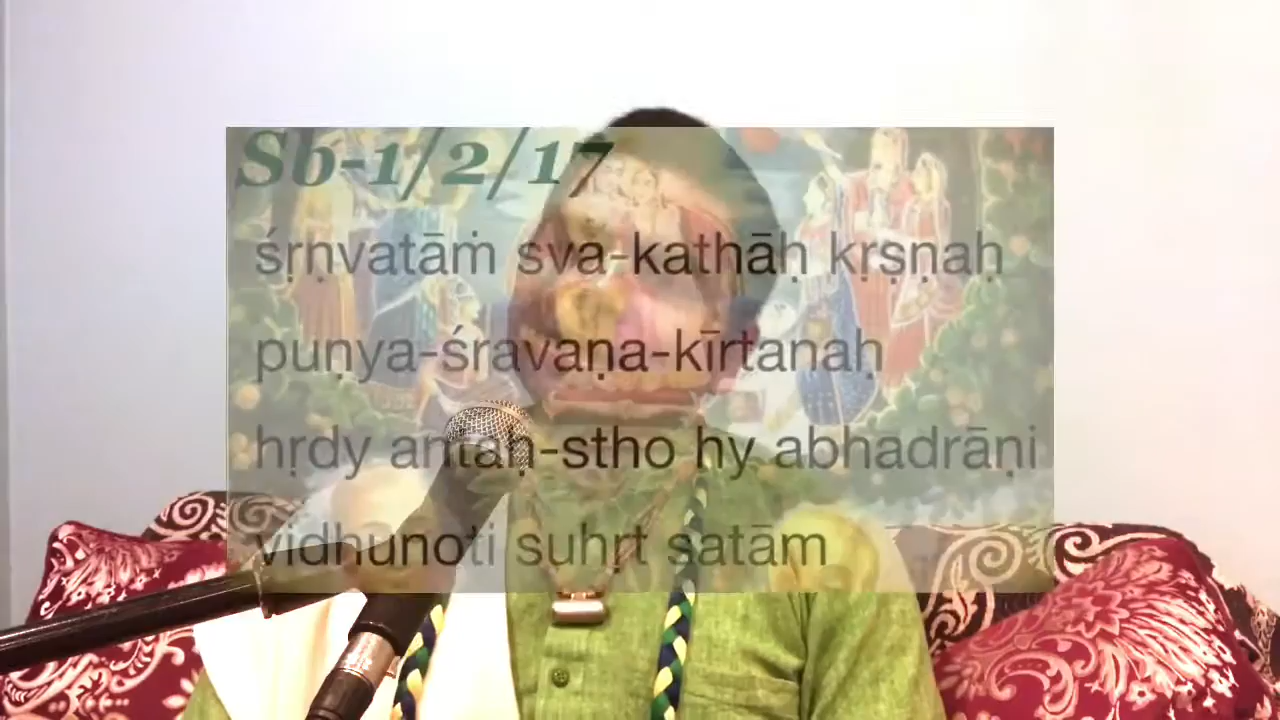 Sb-1/2/17
śṛṇvatāṁ sva-kathāḥ kṛṣṇaḥ
puṇya-śravaṇa-kīrtanaḥ
hṛdy antaḥ-stho hy abhadrāṇi
vidhunoti suhṛt satām